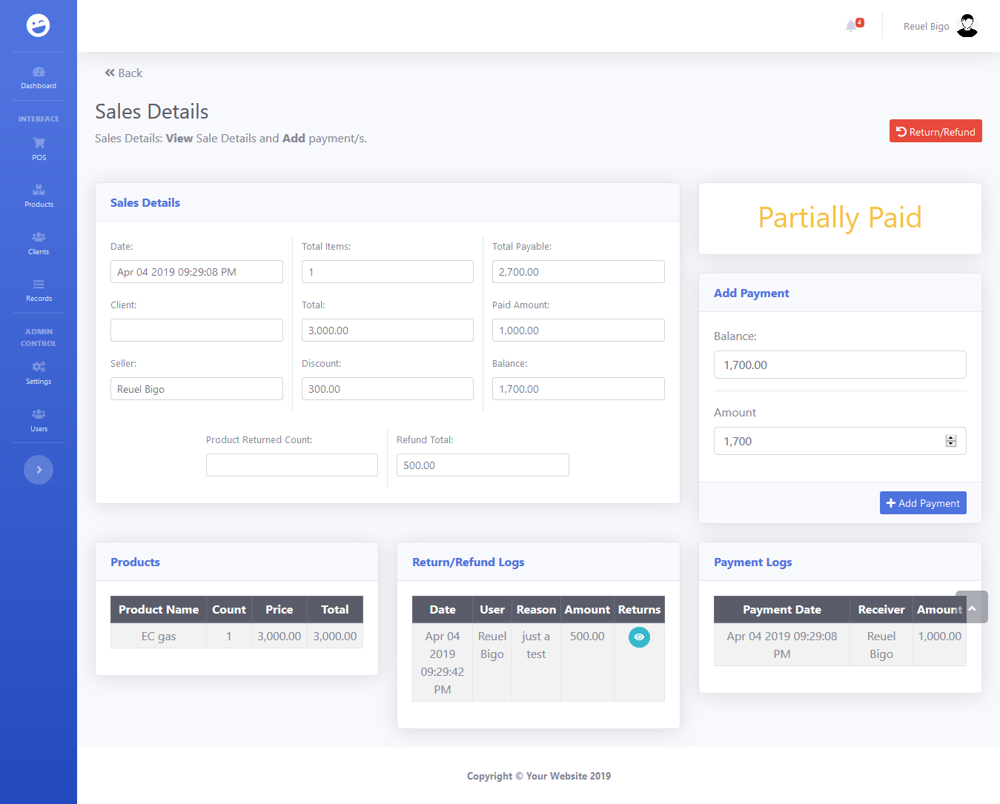 4
Reuel Bigo
Dashboard
INTERFACE
POS
Products
Clients
Records
ADMIN
CONTROL
Settings
Users
Back
Sales Details
Sales Details: View Sale Details and Add payment/s.
Return/Refund
Sales Details
Date:
Apr 04 2019 09:29:08 PM
Client:
Seller:
Reuel Bigo
Total Items:
1
Total:
3,000.00
Discount:
300.00
Total Payable:
2,700.00
Paid Amount:
1,000.00
Balance:
1,700.00
Product Returned Count:
Refund Total:
500.00
Partially Paid
Add Payment
Balance:
1,700.00
Amount
1,700
Add Payment
Products
Product Name Count Price Total
EC gas 1 3,000.00 3,000.00
Return/Refund Logs
Date User Reason Amount Returns
Apr 04 Reuel just a 500.00
2019 Bigo test
09:29:42
PM
Payment Logs
Payment Date Receiver Amount
Apr 04 2019 09:29:08 Reuel 1,000.00
PM Bigo
Copyright © Your Website 2019